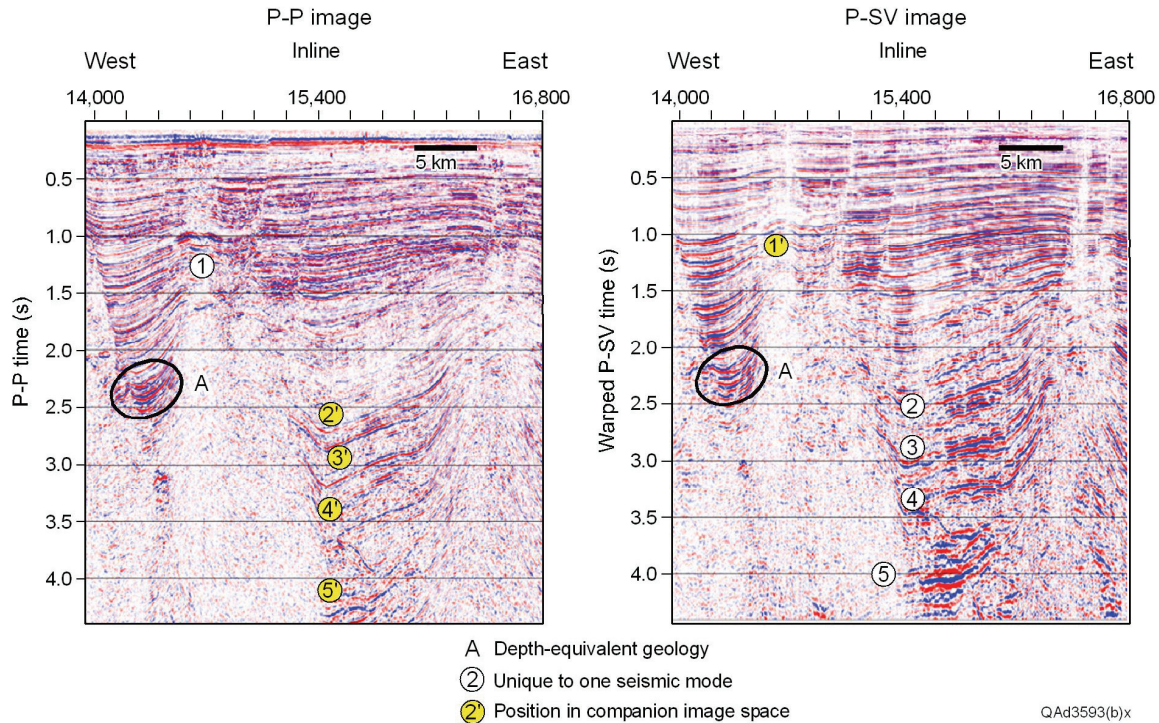 P-P image
Inline
West
East
14,000
15,400
16,800
5 km
0.5
1.0
1.5
2.0
2.5
3.0
3.5
4.0
P-P time (s)
1
A
2'
3'
4'
5'
P-SV image
Inline
West
East
14,000
15,400
16,800
5 km
0.5
1.0
1.5
2.0
2.5
3.0
3.5
4.0
Warped P-SV time (s)
1'
A
2
3
4
5
A Depth-equivalent geology
2 Unique to one seismic mode
2' Position in companion image space
QAd3593(b)x